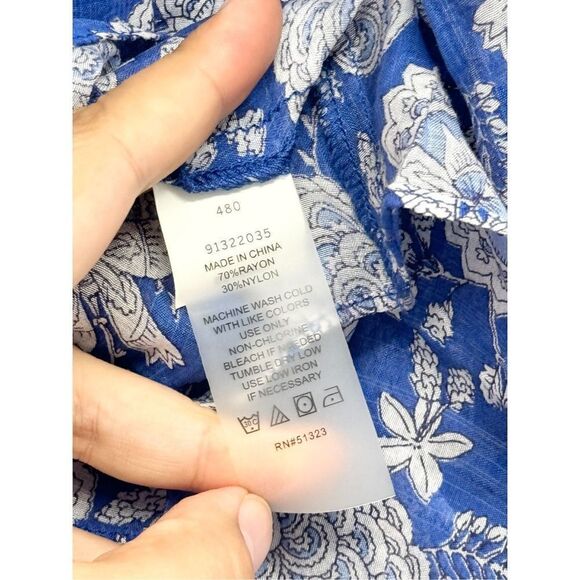 480
91322035
MADE IN CHINA
70%RAYON
30%NYLON
MACHINE WASH COLD
WITH LIKE COLORS
USE ONLY
NON-CHLORINE
BLEACH IF NEEDED
TUMBLE DRY LOW
USE LOW IRON
IF NECESSARY
30C
RN#51323